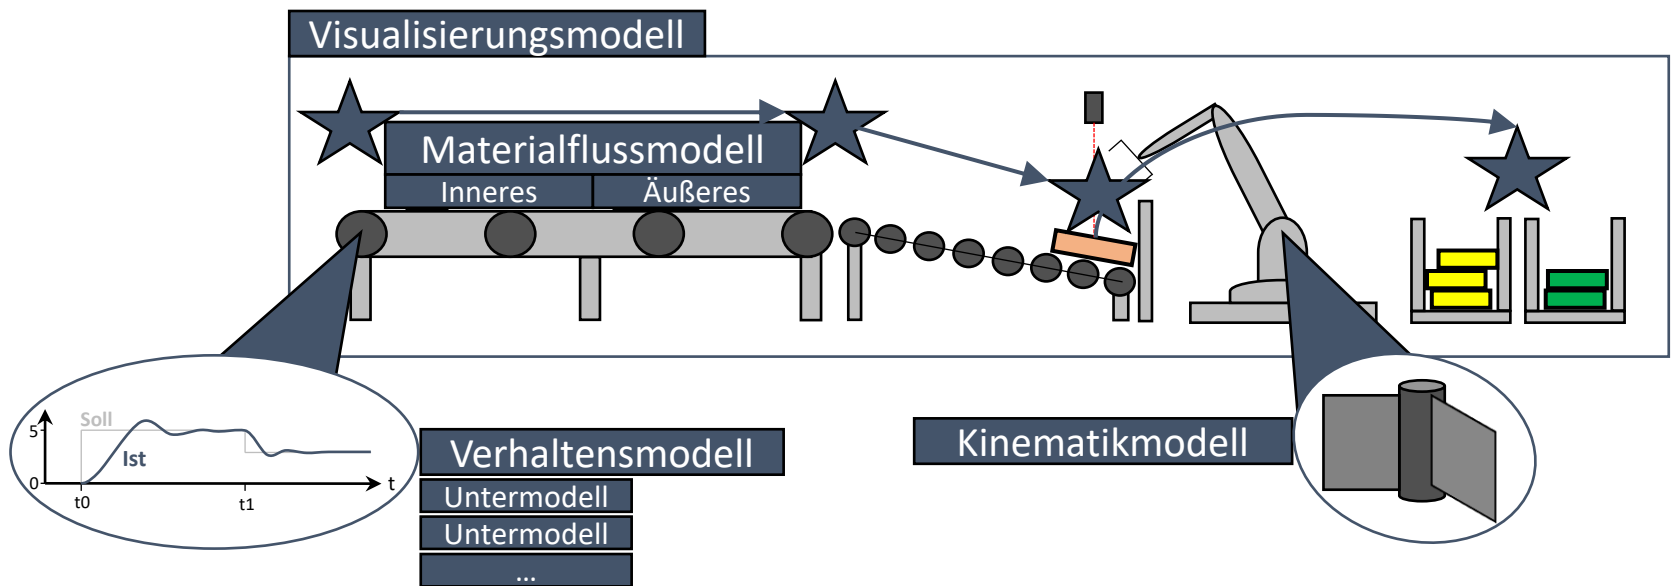 Visualisierungsmodell
Materialflussmodell
Inneres
Äußeres
Soll
5
Ist
0
t
t0
t1
Verhaltensmodell
Untermodell
Untermodell
...
Kinematikmodell